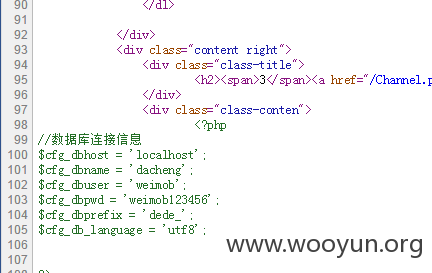 90 </dl>
91
92 </div>
93 <div class="content right">
94 <div class="class-title">
95 <h2><span>3</span><a href="/Channel.p
96 </div>
97 <div class="class-conten">
98 <?php
99 //数据库连接信息
100 $cfg_dbhost = 'localhost';
101 $cfg_dbname = 'dacheng';
102 $cfg_dbuser = 'weimob';
103 $cfg_dbpwd = 'weimob123456';
104 $cfg_dbprefix = 'dede_';
105 $cfg_db_language = 'utf8';
106
107
www.wooyun.org